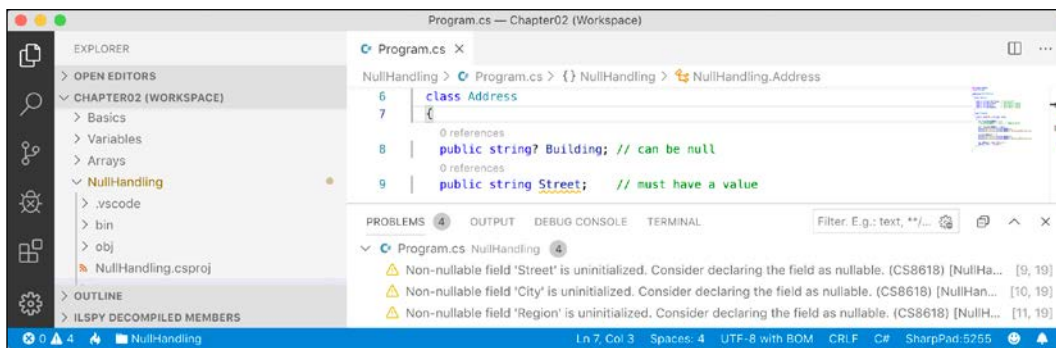 Program.cs — Chapter02 (Workspace)
EXPLORER
OPEN EDITORS
CHAPTER02 (WORKSPACE)
Basics
Variables
Arrays
NullHandling
.vscode
bin
obj
NullHandling.csproj
OUTLINE
ILSPY DECOMPILED MEMBERS
Program.cs
NullHandling > Program.cs > {} NullHandling > NullHandling.Address
6 class Address
7 {
0 references
8 public string? Building; // can be null
0 references
9 public string Street; // must have a value
PROBLEMS 4 OUTPUT DEBUG CONSOLE TERMINAL Filter. E.g.: text, **/...
Program.cs NullHandling 4
Non-nullable field 'Street' is uninitialized. Consider declaring the field as nullable. (CS8618) [NullHa... [9, 19]
Non-nullable field 'City' is uninitialized. Consider declaring the field as nullable. (CS8618) [NullHan... [10, 19]
Non-nullable field 'Region' is uninitialized. Consider declaring the field as nullable. (CS8618) [NullH... [11, 19]
0 4 NullHandling Ln 7, Col 3 Spaces: 4 UTF-8 with BOM CRLF C# SharpPad:5255